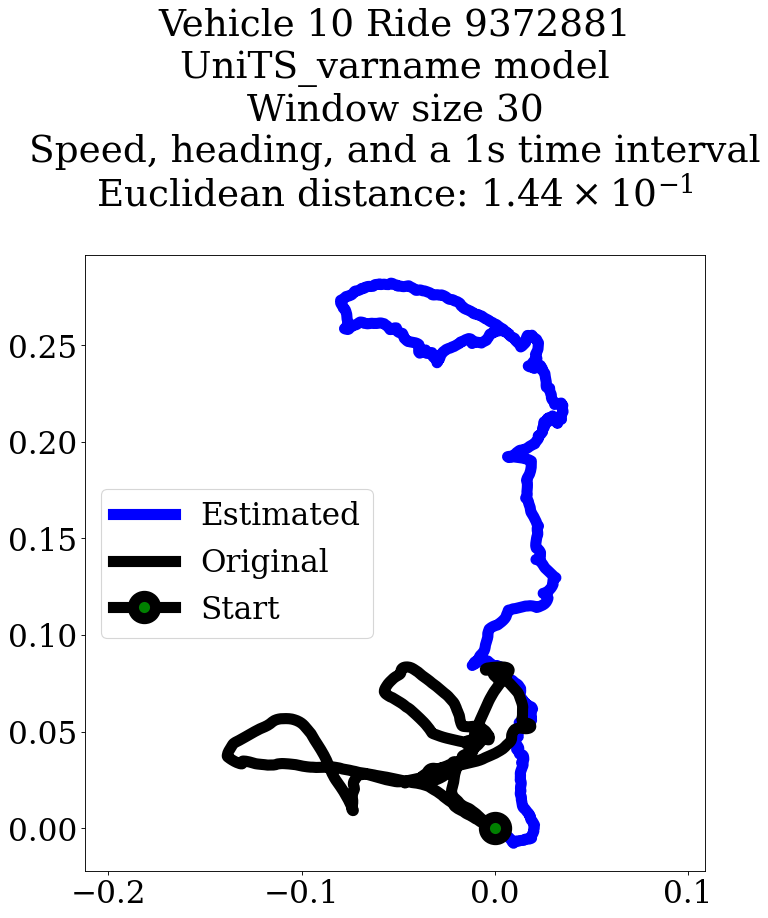 Vehicle 10 Ride 9372881
UniTS_varname model
Window size 30
Speed, heading, and a 1s time interval
Euclidean distance: 1.44 × 10⁻¹
0.25
0.20
0.15
0.10
0.05
0.00
Estimated
Original
Start
−0.2
−0.1
0.0
0.1